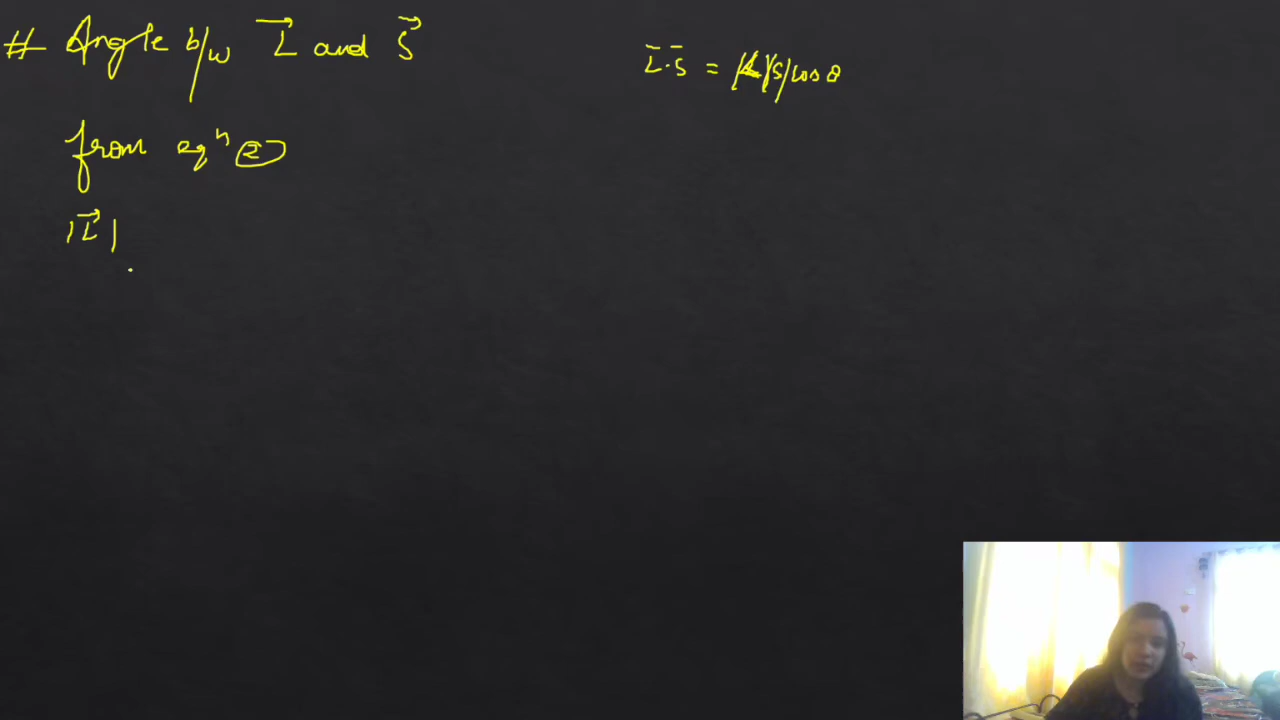 # Angle b/w L⃗ and S⃗
L̄·S̄ = |L||S|cos θ
from eqⁿ ②
|L⃗|